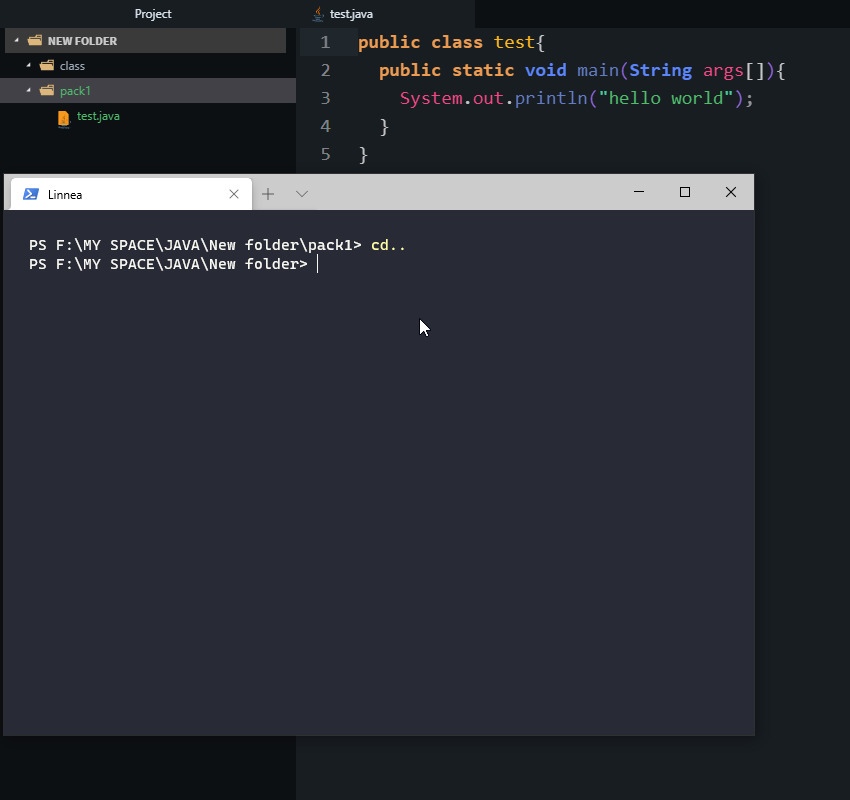 Project
test.java
NEW FOLDER
class
pack1
test.java
1 public class test{
2 public static void main(String args[]){
3 System.out.println("hello world");
4 }
5 }
Linnea
PS F:\MY SPACE\JAVA\New folder\pack1> cd..
PS F:\MY SPACE\JAVA\New folder>